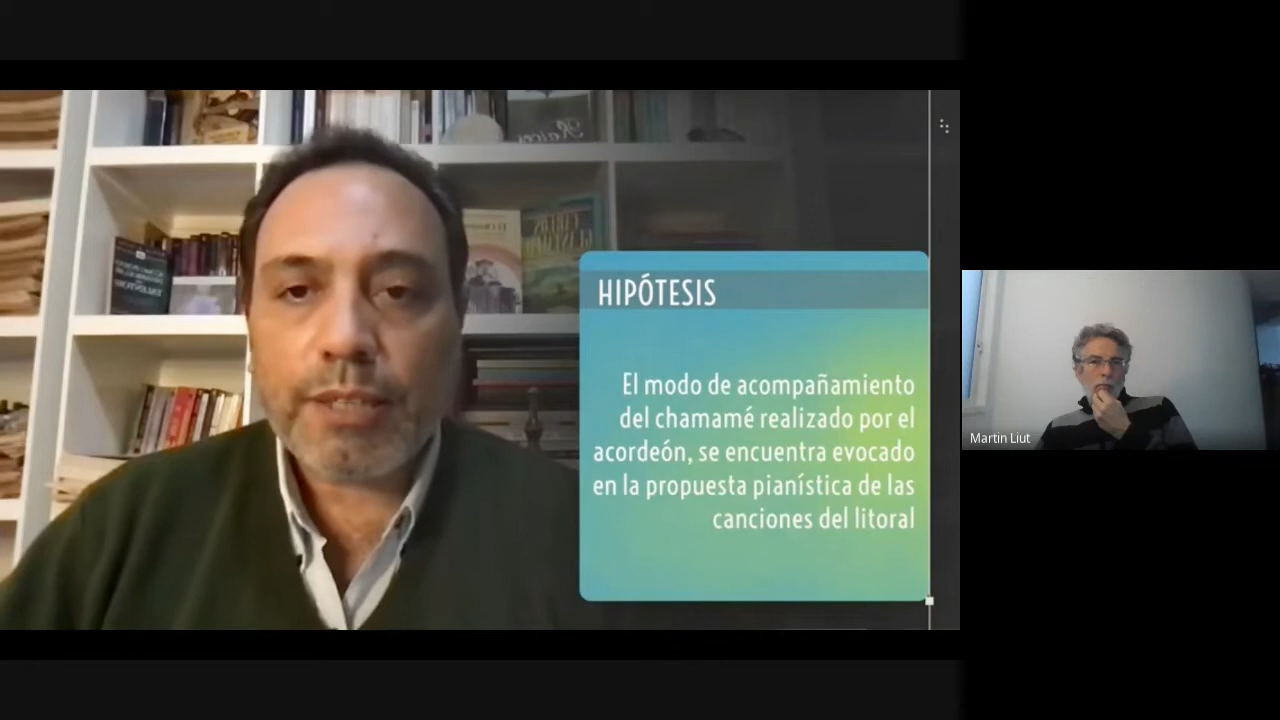 Raíces
HIPÓTESIS
El modo de acompañamiento
del chamamé realizado por el
acordeón, se encuentra evocado
en la propuesta pianística de las
canciones del litoral
Martin Liut